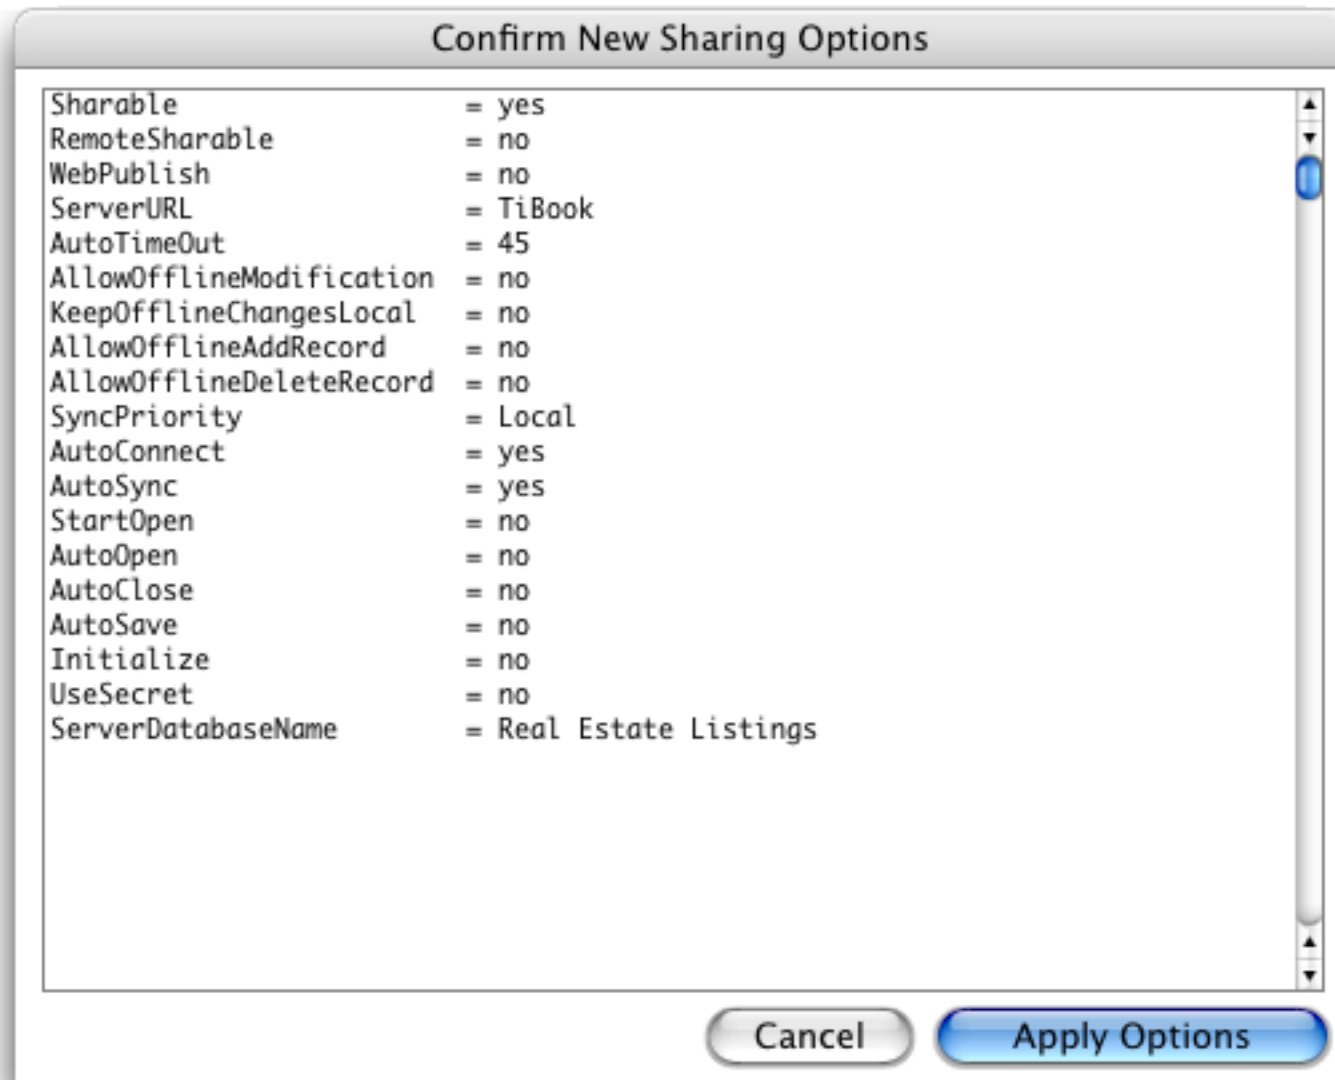 Confirm New Sharing Options
Sharable = yes
RemoteSharable = no
WebPublish = no
ServerURL = TiBook
AutoTimeOut = 45
AllowOfflineModification = no
KeepOfflineChangesLocal = no
AllowOfflineAddRecord = no
AllowOfflineDeleteRecord = no
SyncPriority = Local
AutoConnect = yes
AutoSync = yes
StartOpen = no
AutoOpen = no
AutoClose = no
AutoSave = no
Initialize = no
UseSecret = no
ServerDatabaseName = Real Estate Listings
Cancel Apply Options